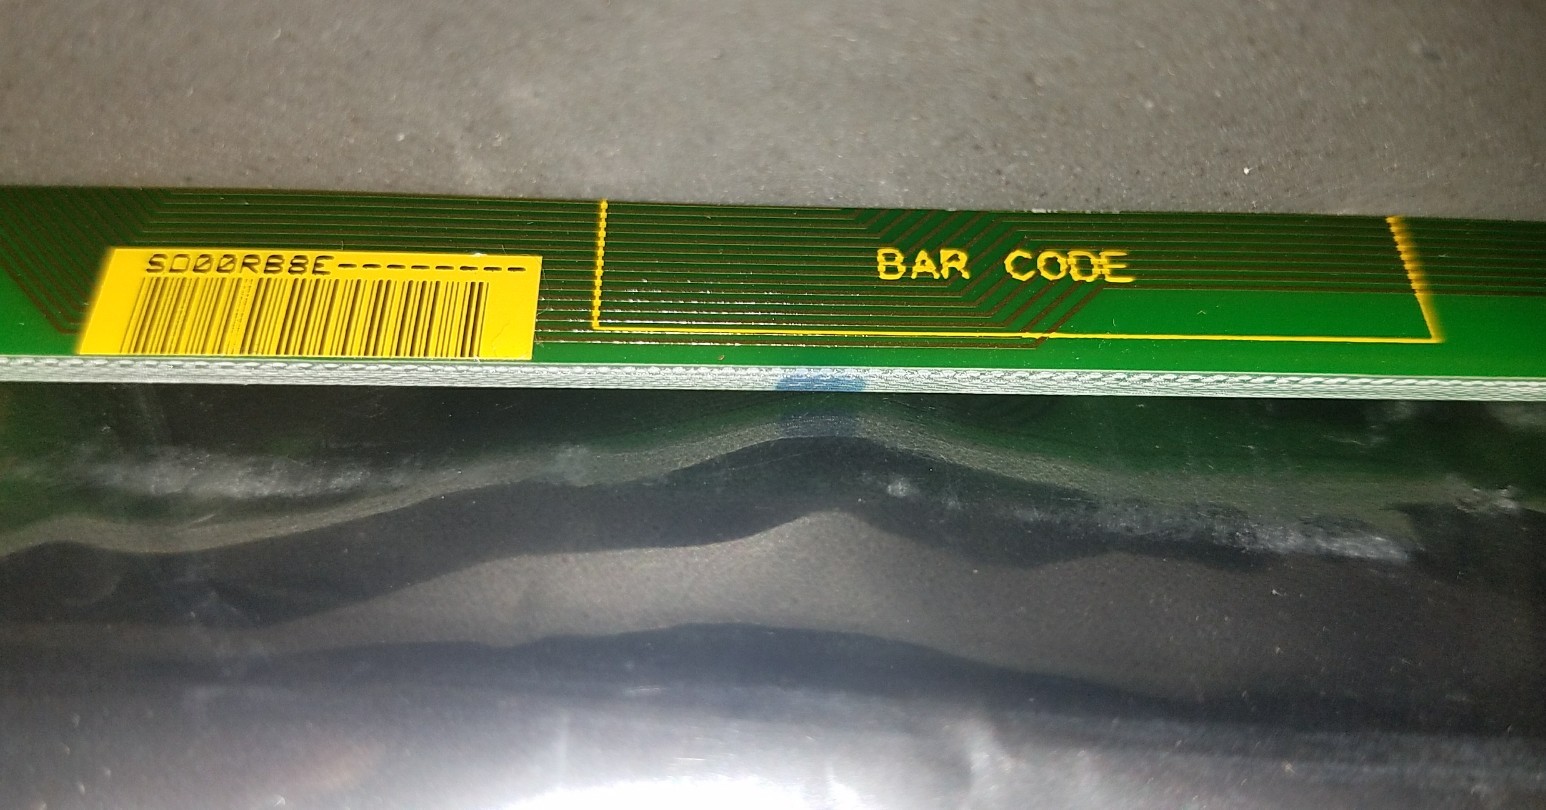 SD00RB8E---------
BAR CODE